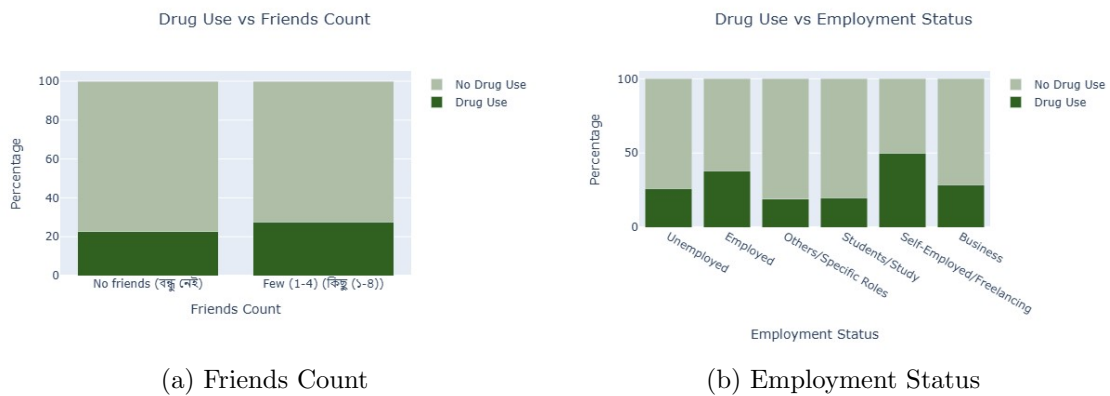 Drug Use vs Friends Count
100
80
60
40
20
0
Percentage
No friends (বন্ধু নেই)
Few (1-4) (কিছু (১-৪))
Friends Count
No Drug Use
Drug Use
(a) Friends Count
Drug Use vs Employment Status
100
50
0
Percentage
Unemployed
Employed
Others/Specific Roles
Students/Study
Self-Employed/Freelancing
Business
Employment Status
No Drug Use
Drug Use
(b) Employment Status